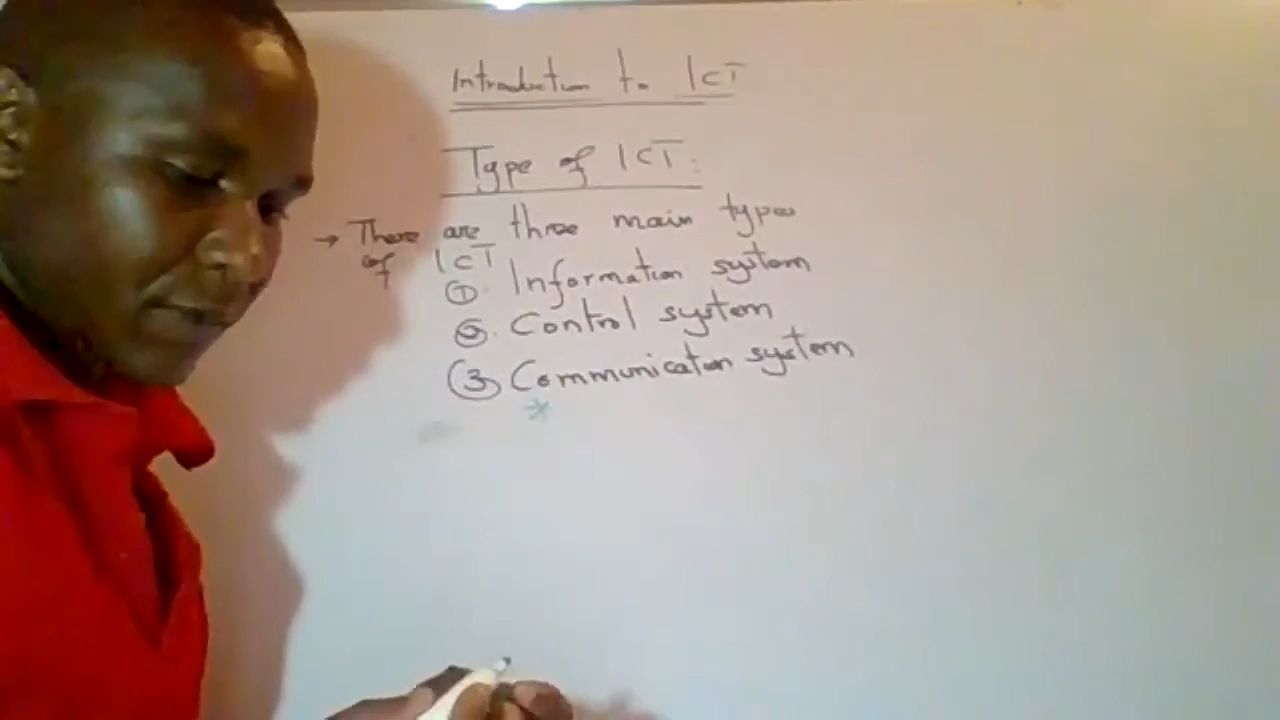 Introduction to ICT
Type of ICT:
→ There are three main types
of ICT
① Information system
②. Control system
③ Communication system
*